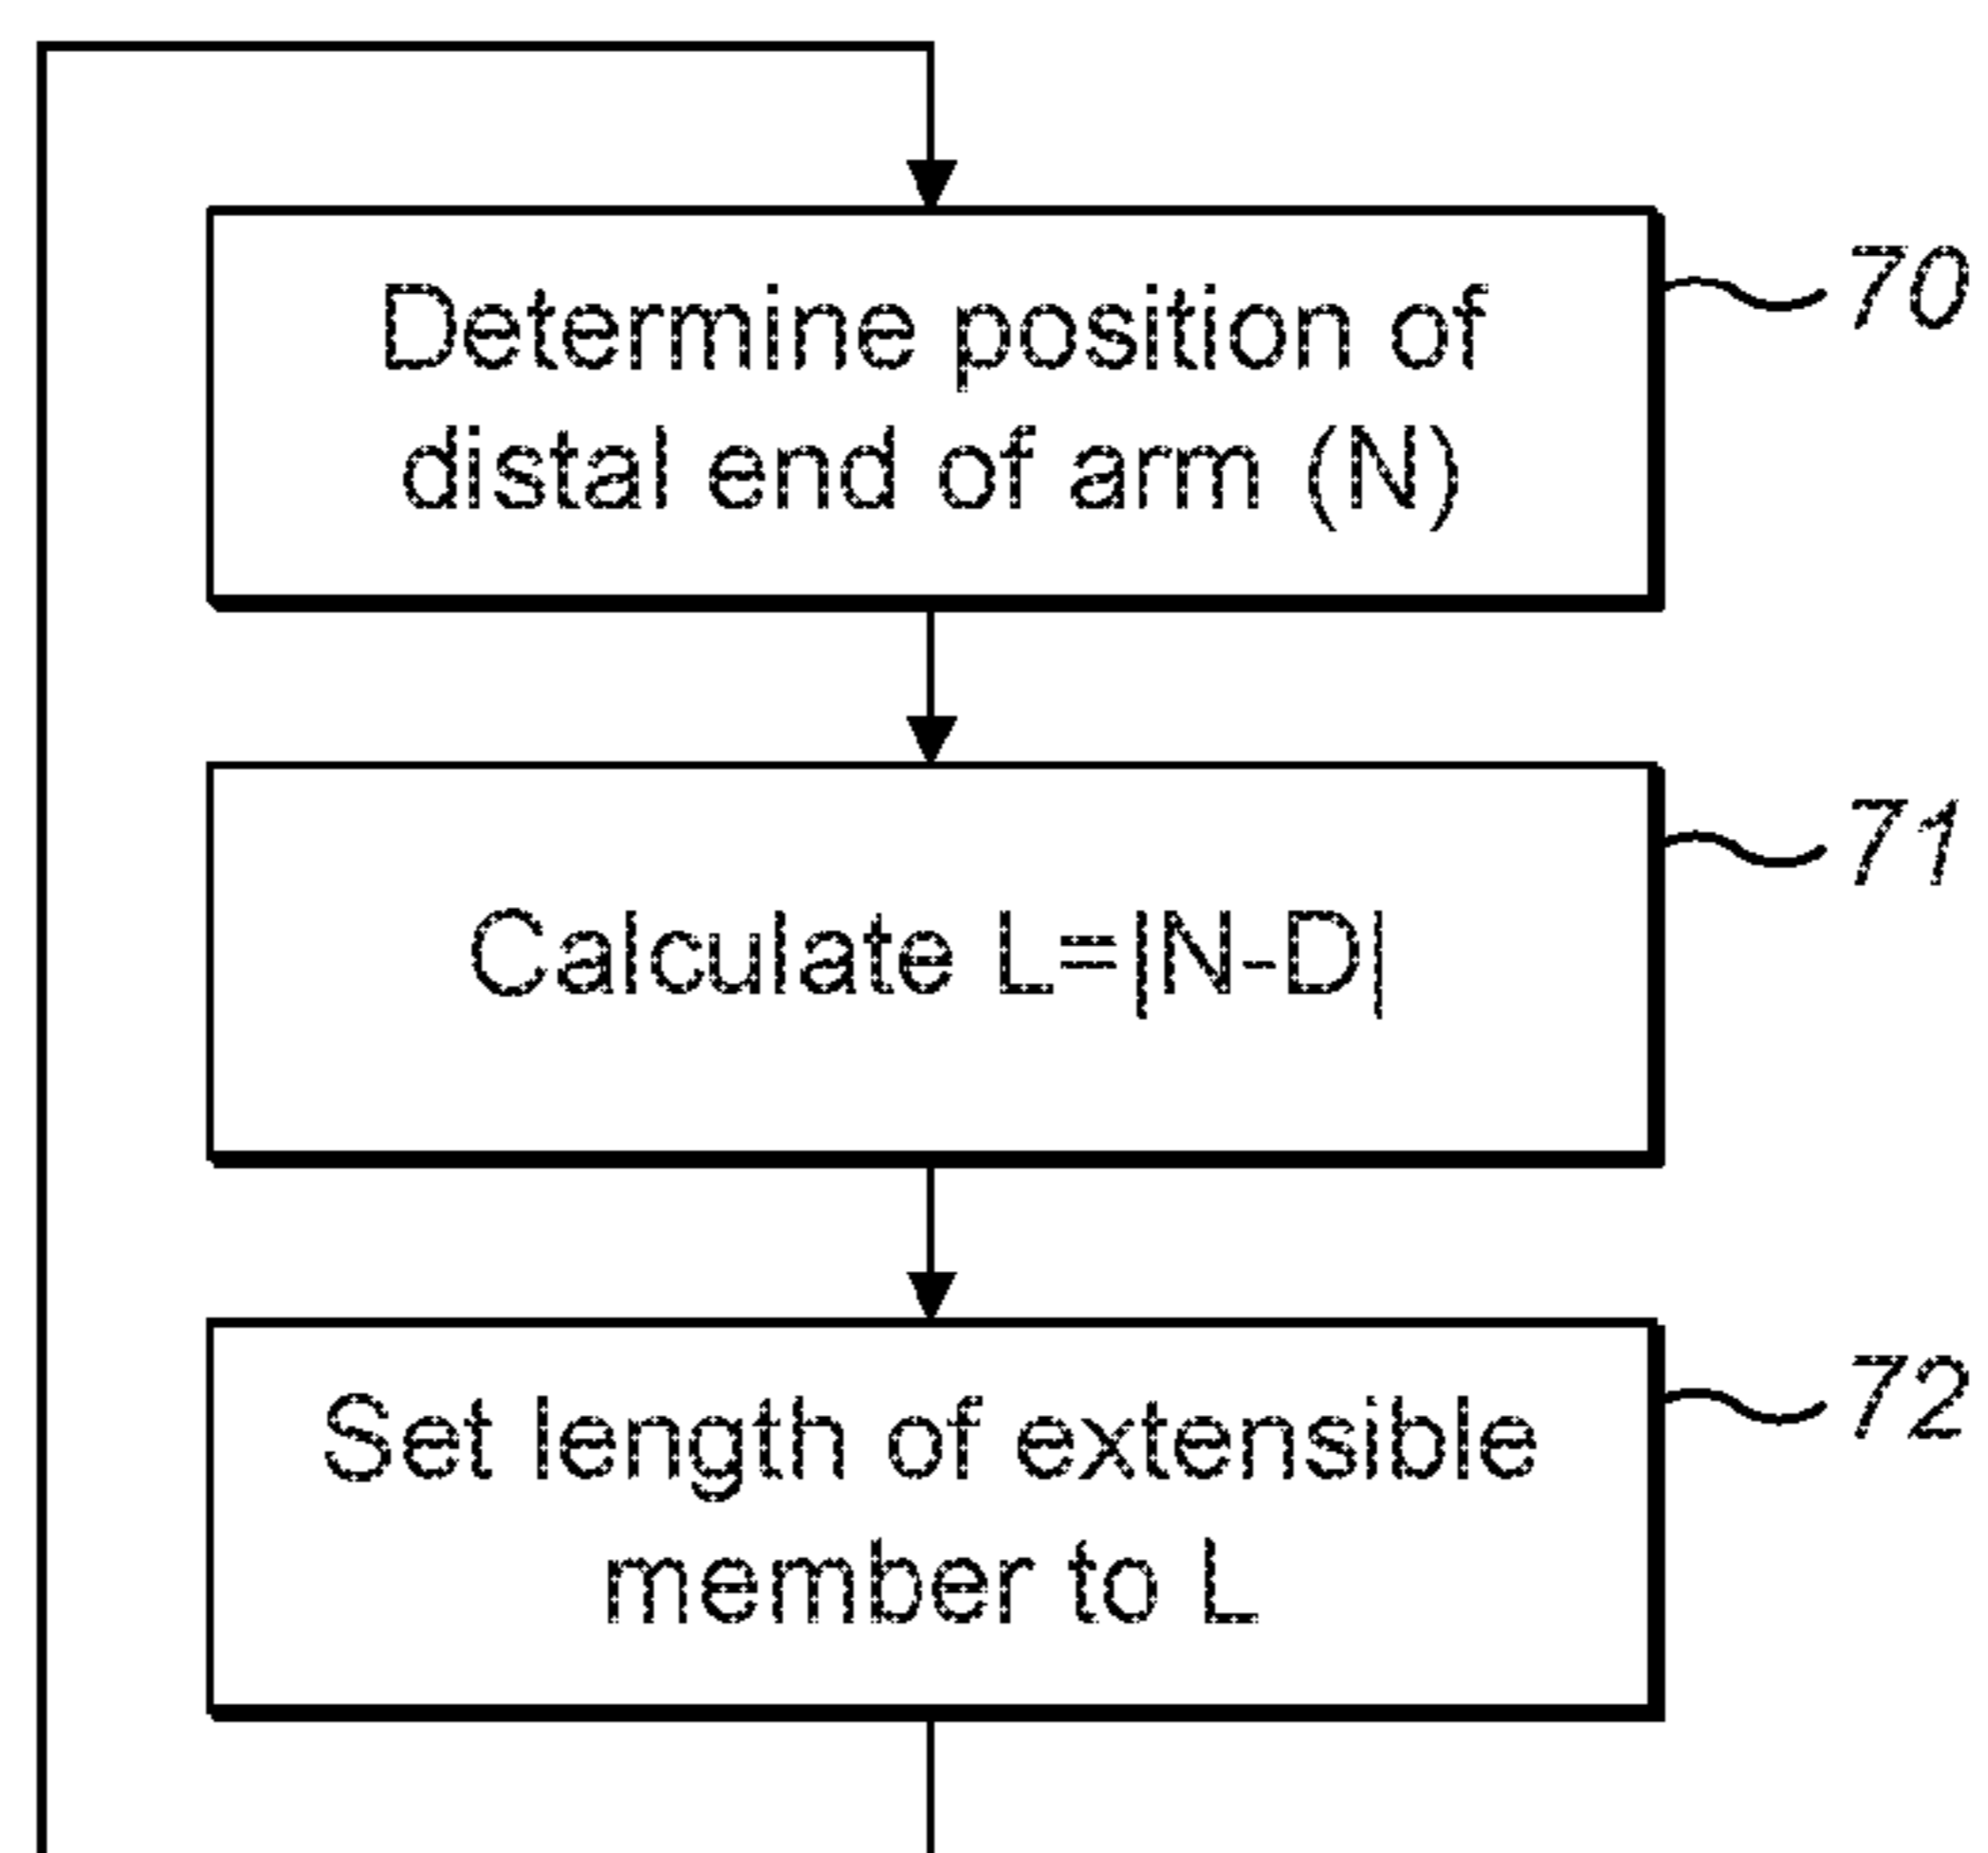 Determine position of
distal end of arm (N)
70
Calculate L=|N-D|
71
Set length of extensible
member to L
72